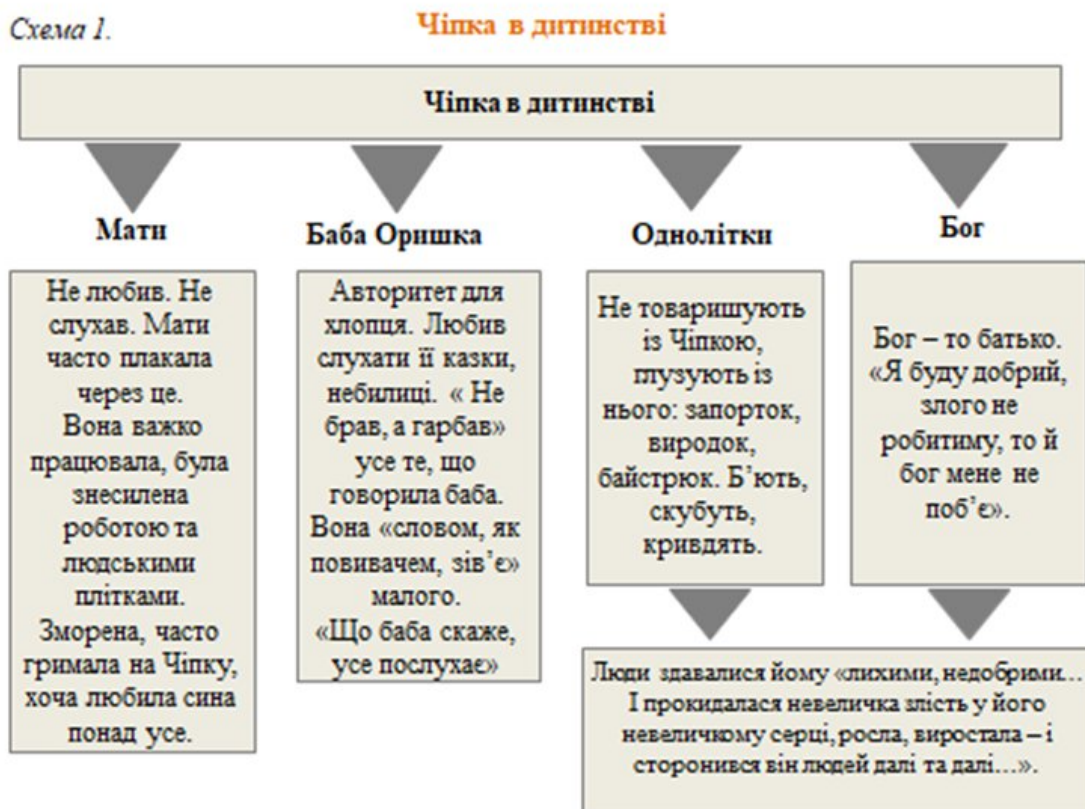 Схема 1.
Чіпка в дитинстві
Чіпка в дитинстві
Мати
Не любив. Не
слухав. Мати
часто плакала
через це.
Вона важко
працювала, була
знесилена
роботою та
людськими
плітками.
Зморена, часто
гримала на Чіпку,
хоча любила сина
понад усе.
Баба Оришка
Авторитет для
хлопця. Любив
слухати її казки,
небилиці. « Не
брав, а гарбав»
усе те, що
говорила баба.
Вона «словом, як
повивачем, зів’є»
малого.
«Що баба скаже,
усе послухає»
Однолітки
Не товаришують
із Чіпкою,
глузують із
нього: запорток,
виродок,
байстрюк. Б’ють,
скубуть,
кривдять.
Бог
Бог – то батько.
«Я буду добрий,
злого не
робитиму, то й
бог мене не
поб’є».
Люди здавалися йому «лихими, недобрими…
І прокидалася невеличка злість у його
невеличкому серці, росла, виростала – і
сторонився він людей далі та далі…».